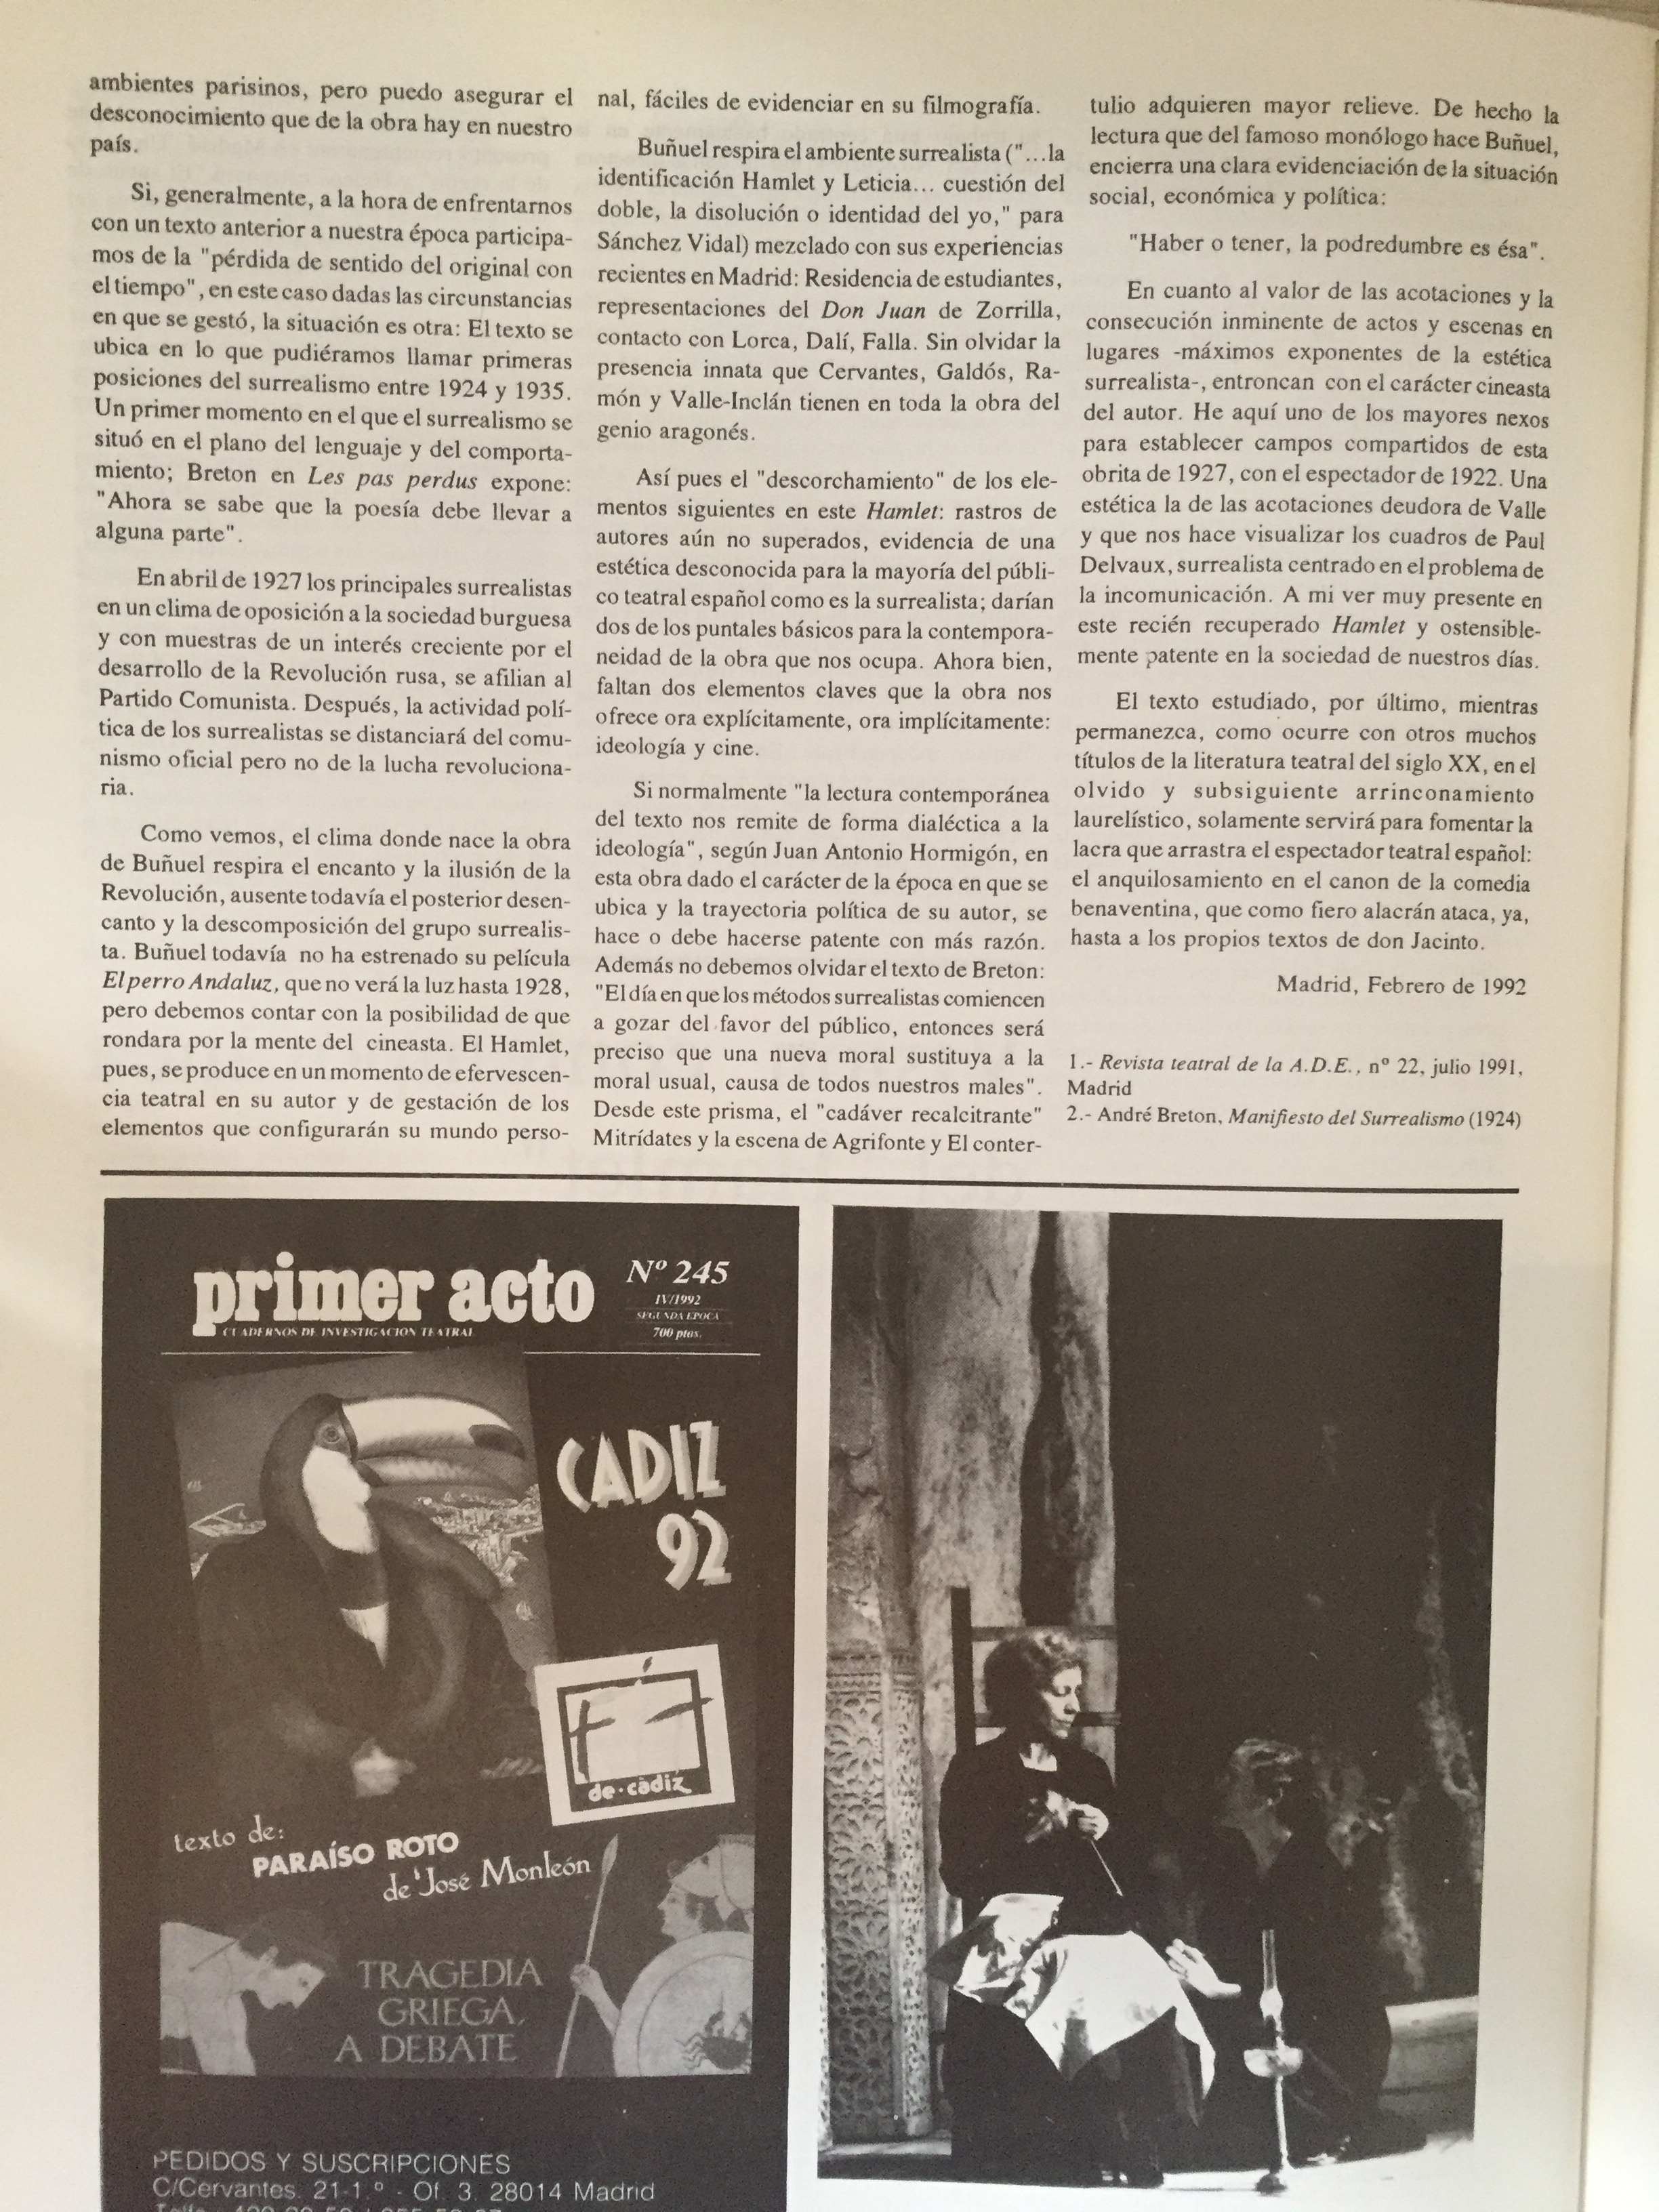 ambientes parisinos, pero puedo asegurar el
desconocimiento que de la obra hay en nuestro
país.
Si, generalmente, a la hora de enfrentarnos
con un texto anterior a nuestra época participa-
mos de la "pérdida de sentido del original con
el tiempo", en este caso dadas las circunstancias
en que se gestó, la situación es otra: El texto se
ubica en lo que pudiéramos llamar primeras
posiciones del surrealismo entre 1924 y 1935.
Un primer momento en el que el surrealismo se
situó en el plano del lenguaje y del comporta-
miento; Breton en Les pas perdus expone:
"Ahora se sabe que la poesía debe llevar a
alguna parte".
En abril de 1927 los principales surrealistas
en un clima de oposición a la sociedad burguesa
y con muestras de un interés creciente por el
desarrollo de la Revolución rusa, se afilian al
Partido Comunista. Después, la actividad polí-
tica de los surrealistas se distanciará del comu-
nismo oficial pero no de la lucha revoluciona-
ria.
Como vemos, el clima donde nace la obra
de Buñuel respira el encanto y la ilusión de la
Revolución, ausente todavía el posterior desen-
canto y la descomposición del grupo surrealis-
ta. Buñuel todavía no ha estrenado su película
El perro Andaluz, que no verá la luz hasta 1928,
pero debemos contar con la posibilidad de que
rondara por la mente del cineasta. El Hamlet,
pues, se produce en un momento de efervescen-
cia teatral en su autor y de gestación de los
elementos que configurarán su mundo perso-
nal, fáciles de evidenciar en su filmografía.
Buñuel respira el ambiente surrealista ("...la
identificación Hamlet y Leticia... cuestión del
doble, la disolución o identidad del yo," para
Sánchez Vidal) mezclado con sus experiencias
recientes en Madrid: Residencia de estudiantes,
representaciones del Don Juan de Zorrilla,
contacto con Lorca, Dalí, Falla. Sin olvidar la
presencia innata que Cervantes, Galdós, Ra-
món y Valle-Inclán tienen en toda la obra del
genio aragonés.
Así pues el "descorchamiento" de los ele-
mentos siguientes en este Hamlet: rastros de
autores aún no superados, evidencia de una
estética desconocida para la mayoría del públi-
co teatral español como es la surrealista; darían
dos de los puntales básicos para la contempora-
neidad de la obra que nos ocupa. Ahora bien,
faltan dos elementos claves que la obra nos
ofrece ora explícitamente, ora implícitamente:
ideología y cine.
Si normalmente "la lectura contemporánea
del texto nos remite de forma dialéctica a la
ideología", según Juan Antonio Hormigón, en
esta obra dado el carácter de la época en que se
ubica y la trayectoria política de su autor, se
hace o debe hacerse patente con más razón.
Además no debemos olvidar el texto de Breton:
"El día en que los métodos surrealistas comiencen
a gozar del favor del público, entonces será
preciso que una nueva moral sustituya a la
moral usual, causa de todos nuestros males".
Desde este prisma, el "cadáver recalcitrante"
Mitrídates y la escena de Agrifonte y El conter-
tulio adquieren mayor relieve. De hecho la
lectura que del famoso monólogo hace Buñuel,
encierra una clara evidenciación de la situación
social, económica y política:
"Haber o tener, la podredumbre es ésa".
En cuanto al valor de las acotaciones y la
consecución inminente de actos y escenas en
lugares -máximos exponentes de la estética
surrealista-, entroncan con el carácter cineasta
del autor. He aquí uno de los mayores nexos
para establecer campos compartidos de esta
obrita de 1927, con el espectador de 1922. Una
estética la de las acotaciones deudora de Valle
y que nos hace visualizar los cuadros de Paul
Delvaux, surrealista centrado en el problema de
la incomunicación. A mi ver muy presente en
este recién recuperado Hamlet y ostensible-
mente patente en la sociedad de nuestros días.
El texto estudiado, por último, mientras
permanezca, como ocurre con otros muchos
títulos de la literatura teatral del siglo XX, en el
olvido y subsiguiente arrinconamiento
laurelístico, solamente servirá para fomentar la
lacra que arrastra el espectador teatral español:
el anquilosamiento en el canon de la comedia
benaventina, que como fiero alacrán ataca, ya,
hasta a los propios textos de don Jacinto.
Madrid, Febrero de 1992
1.- Revista teatral de la A.D.E., nº 22, julio 1991,
Madrid
2.- André Breton, Manifiesto del Surrealismo (1924)
primer acto
CUADERNOS DE INVESTIGACION TEATRAL
Nº 245
IV/1992
SEGUNDA EPOCA
700 ptas.
CADIZ
92
de·cádiz
texto de:
PARAÍSO ROTO
de José Monleón
TRAGEDIA
GRIEGA,
A DEBATE
PEDIDOS Y SUSCRIPCIONES
C/Cervantes. 21-1.º - Of. 3. 28014 Madrid